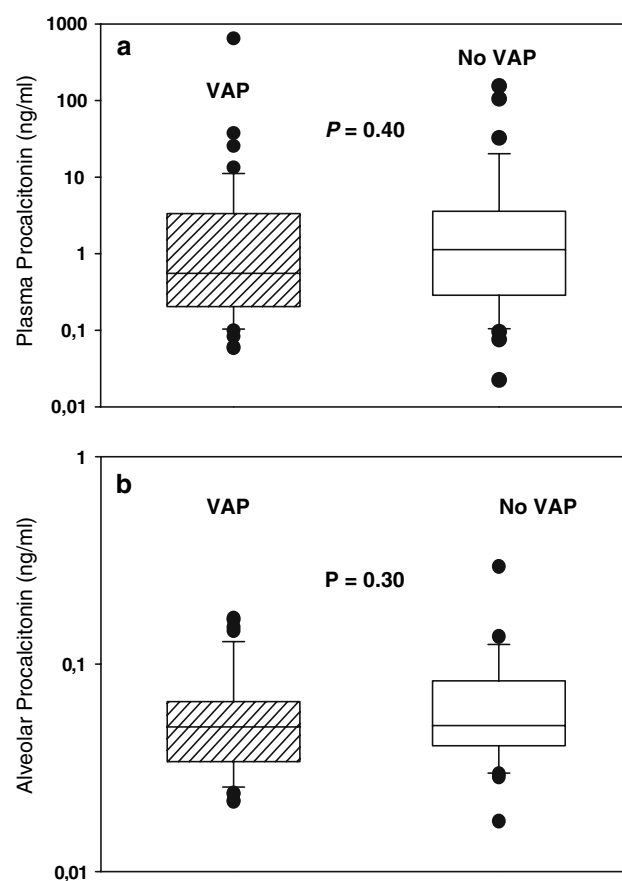 a
1000
100
10
1
0,1
0,01
Plasma Procalcitonin (ng/ml)
VAP
No VAP
P = 0.40
b
1
0,1
0,01
Alveolar Procalcitonin (ng/ml)
VAP
No VAP
P = 0.30